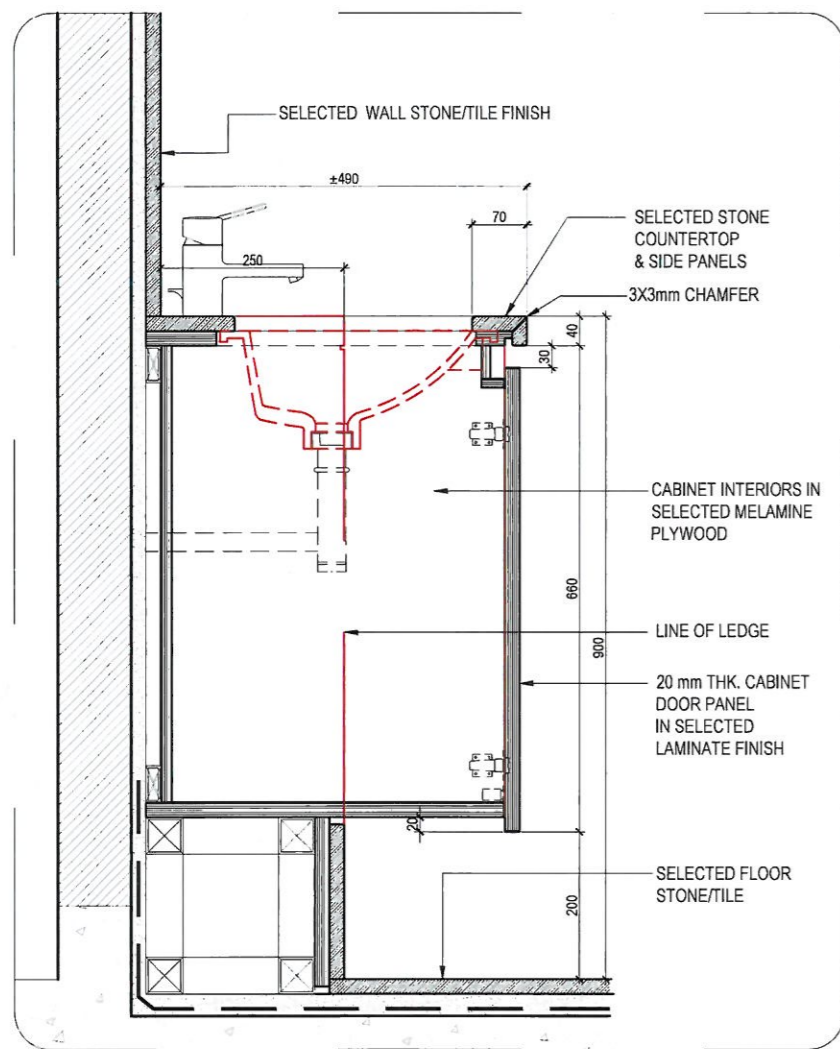 SELECTED WALL STONE/TILE FINISH
±490
70
250
SELECTED STONE
COUNTERTOP
& SIDE PANELS
3X3mm CHAMFER
40
30
CABINET INTERIORS IN
SELECTED MELAMINE
PLYWOOD
660
900
LINE OF LEDGE
20 mm THK. CABINET
DOOR PANEL
IN SELECTED
LAMINATE FINISH
20
SELECTED FLOOR
STONE/TILE
200